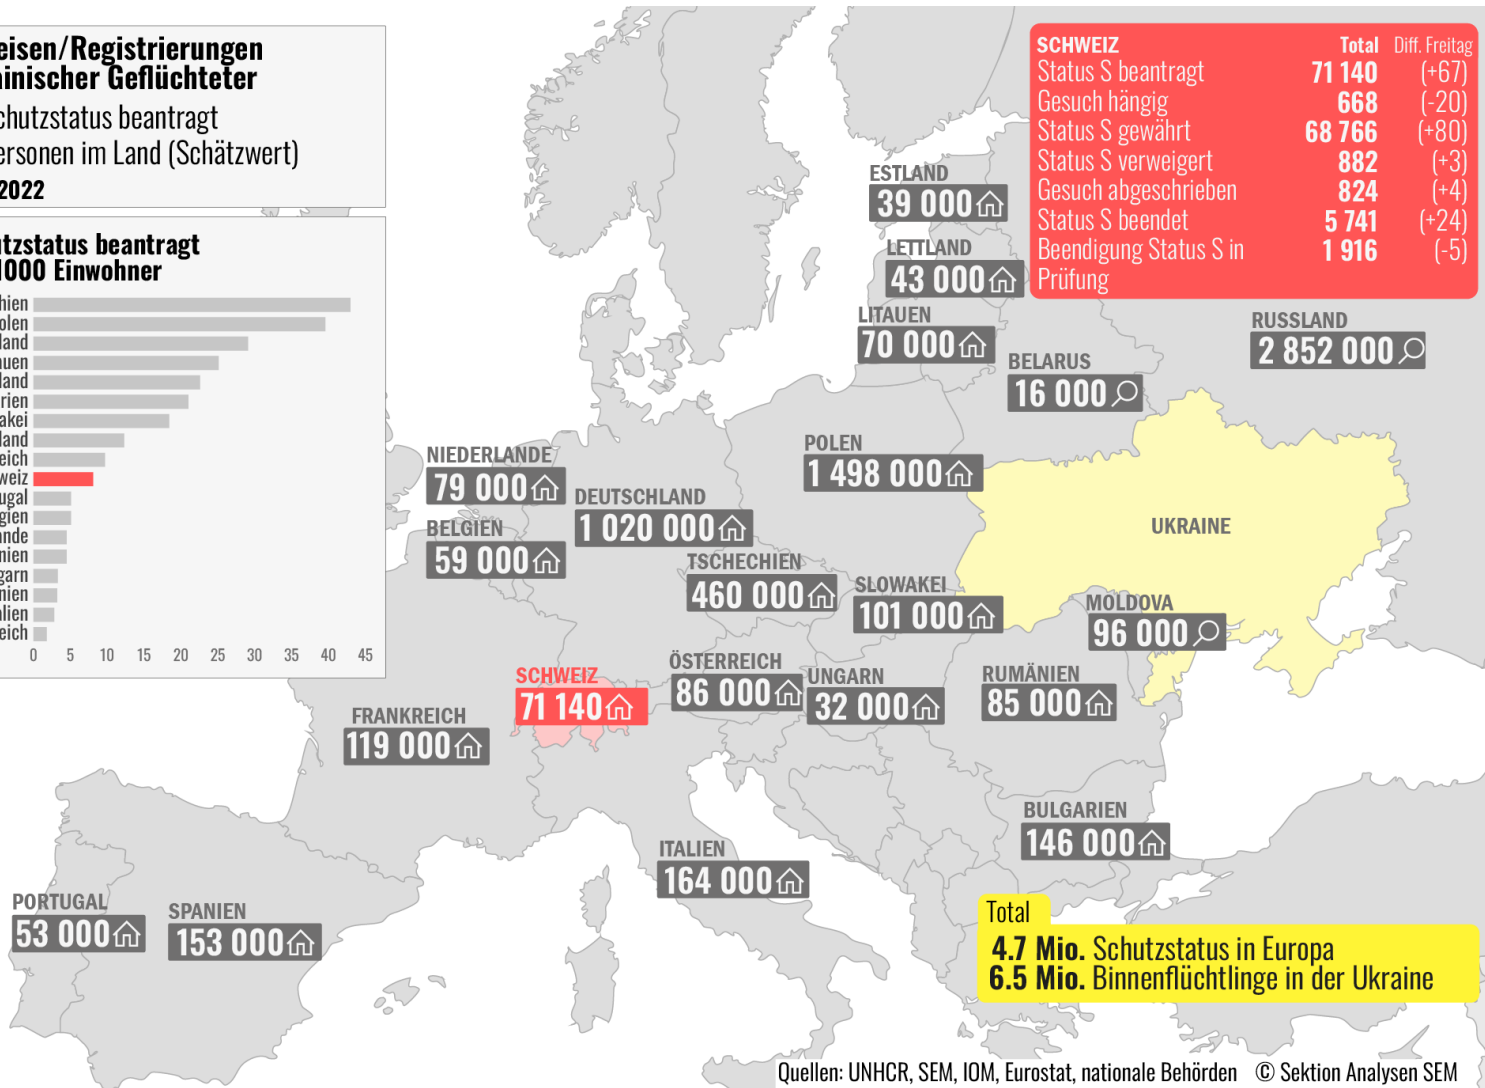 eisen/Registrierungen
ainischer Geflüchteter
chutzstatus beantragt
ersonen im Land (Schätzwert)
2022
tzstatus beantragt
1000 Einwohner
hien
olen
land
auen
land
rien
akei
land
eich
weiz
ugal
gien
ande
nien
garn
nien
alien
eich
0 5 10 15 20 25 30 35 40 45
SCHWEIZ Total Diff. Freitag
Status S beantragt 71 140 (+67)
Gesuch hängig 668 (-20)
Status S gewährt 68 766 (+80)
Status S verweigert 882 (+3)
Gesuch abgeschrieben 824 (+4)
Status S beendet 5 741 (+24)
Beendigung Status S in 1 916 (-5)
Prüfung
ESTLAND
39 000
LETTLAND
43 000
LITAUEN
70 000
BELARUS
16 000
RUSSLAND
2 852 000
POLEN
1 498 000
NIEDERLANDE
79 000
DEUTSCHLAND
1 020 000
BELGIEN
59 000
UKRAINE
TSCHECHIEN
460 000
SLOWAKEI
101 000
MOLDOVA
96 000
SCHWEIZ
71 140
ÖSTERREICH
86 000
UNGARN
32 000
RUMÄNIEN
85 000
FRANKREICH
119 000
BULGARIEN
146 000
ITALIEN
164 000
PORTUGAL
53 000
SPANIEN
153 000
Total
4.7 Mio. Schutzstatus in Europa
6.5 Mio. Binnenflüchtlinge in der Ukraine
Quellen: UNHCR, SEM, IOM, Eurostat, nationale Behörden © Sektion Analysen SEM